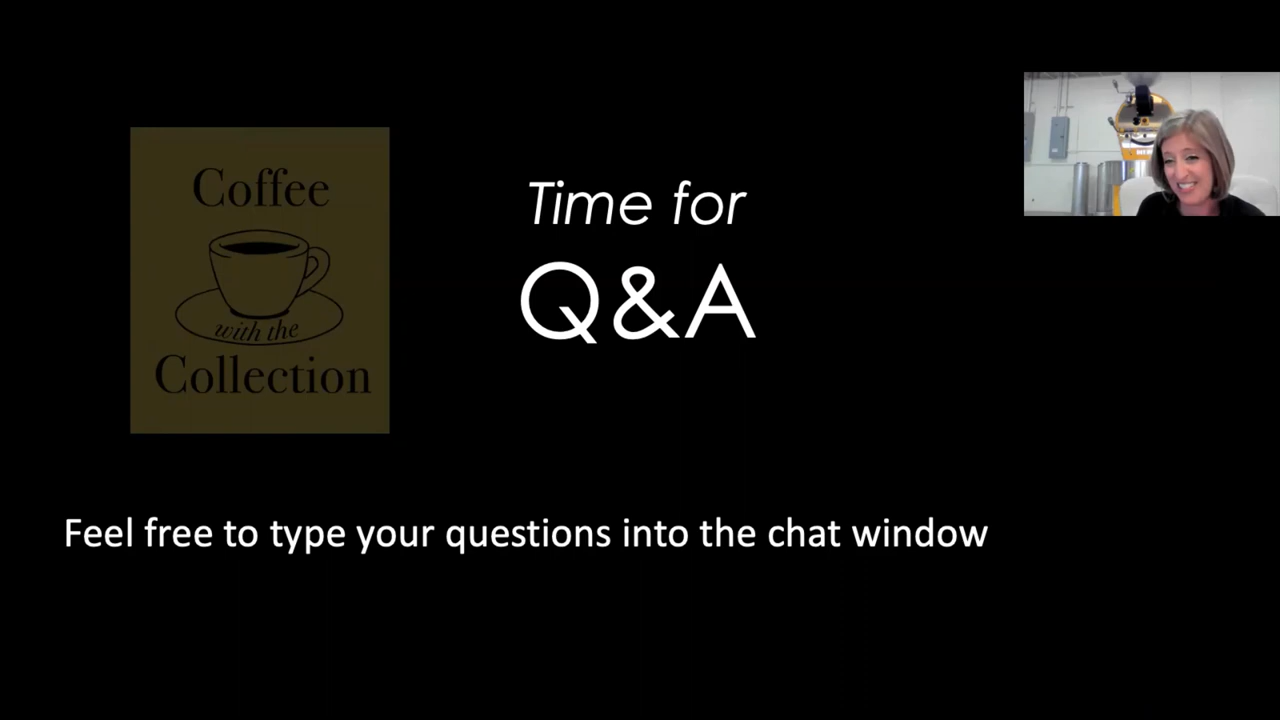 Coffee
with the
Collection
Time for
Q&A
Feel free to type your questions into the chat window